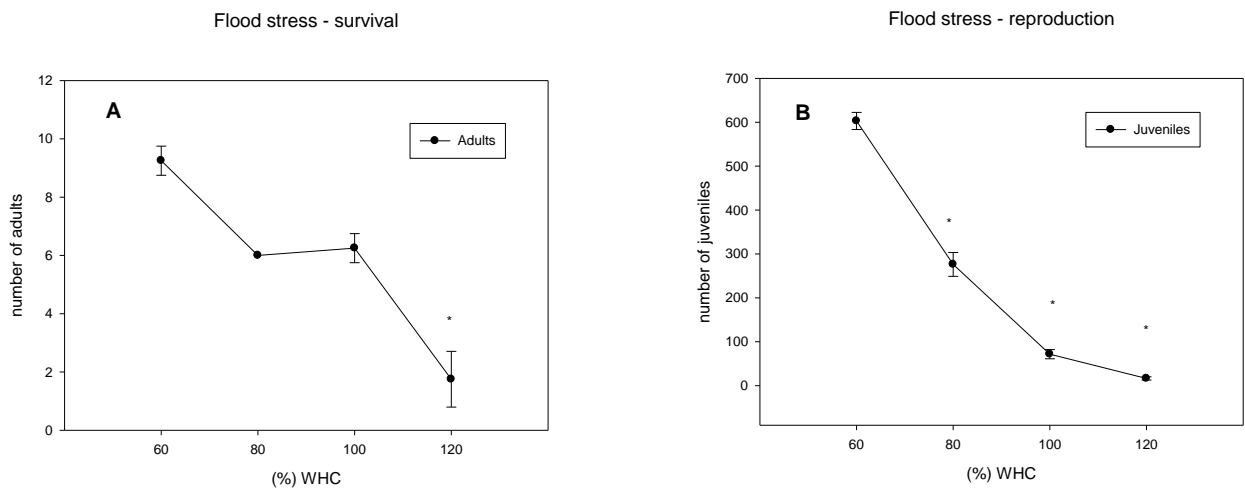 Flood stress - survival
12
10
8
6
4
2
0
A
Adults
*
number of adults
60 80 100 120
(%) WHC
Flood stress - reproduction
700
600
500
400
300
200
100
0
B
Juveniles
*
*
*
number of juveniles
60 80 100 120
(%) WHC